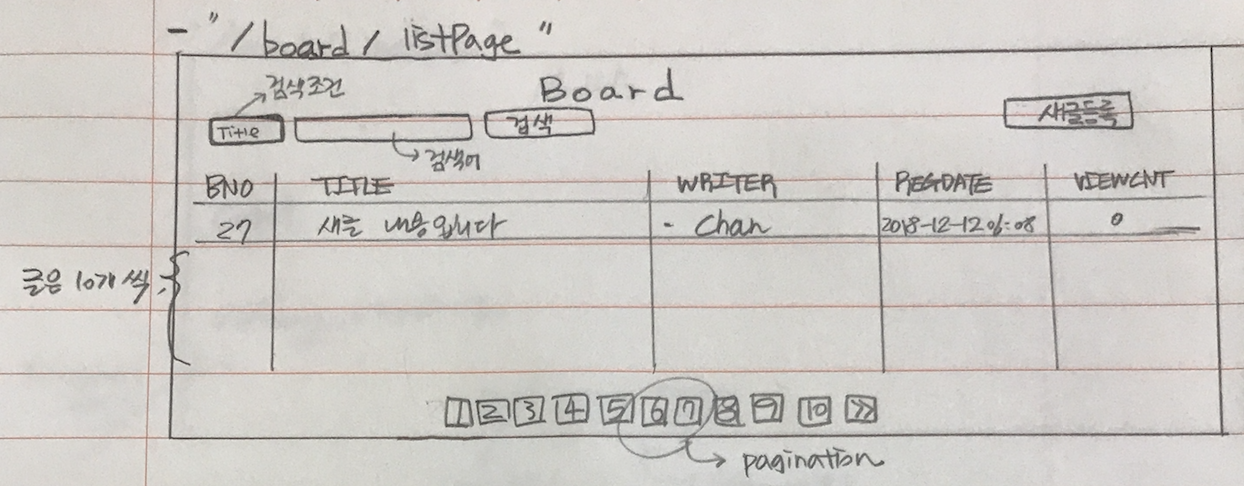 - "/board/listPage"
검색조건
Board
Title
검색
새글등록
검색어
BNO TITLE WRITER REGDATE VIEWCNT
27 새글 내용입니다 - Chan 2018-12-12 06:08 0
글은 10개 씩
1 2 3 4 5 6 7 8 9 10 >>
pagination